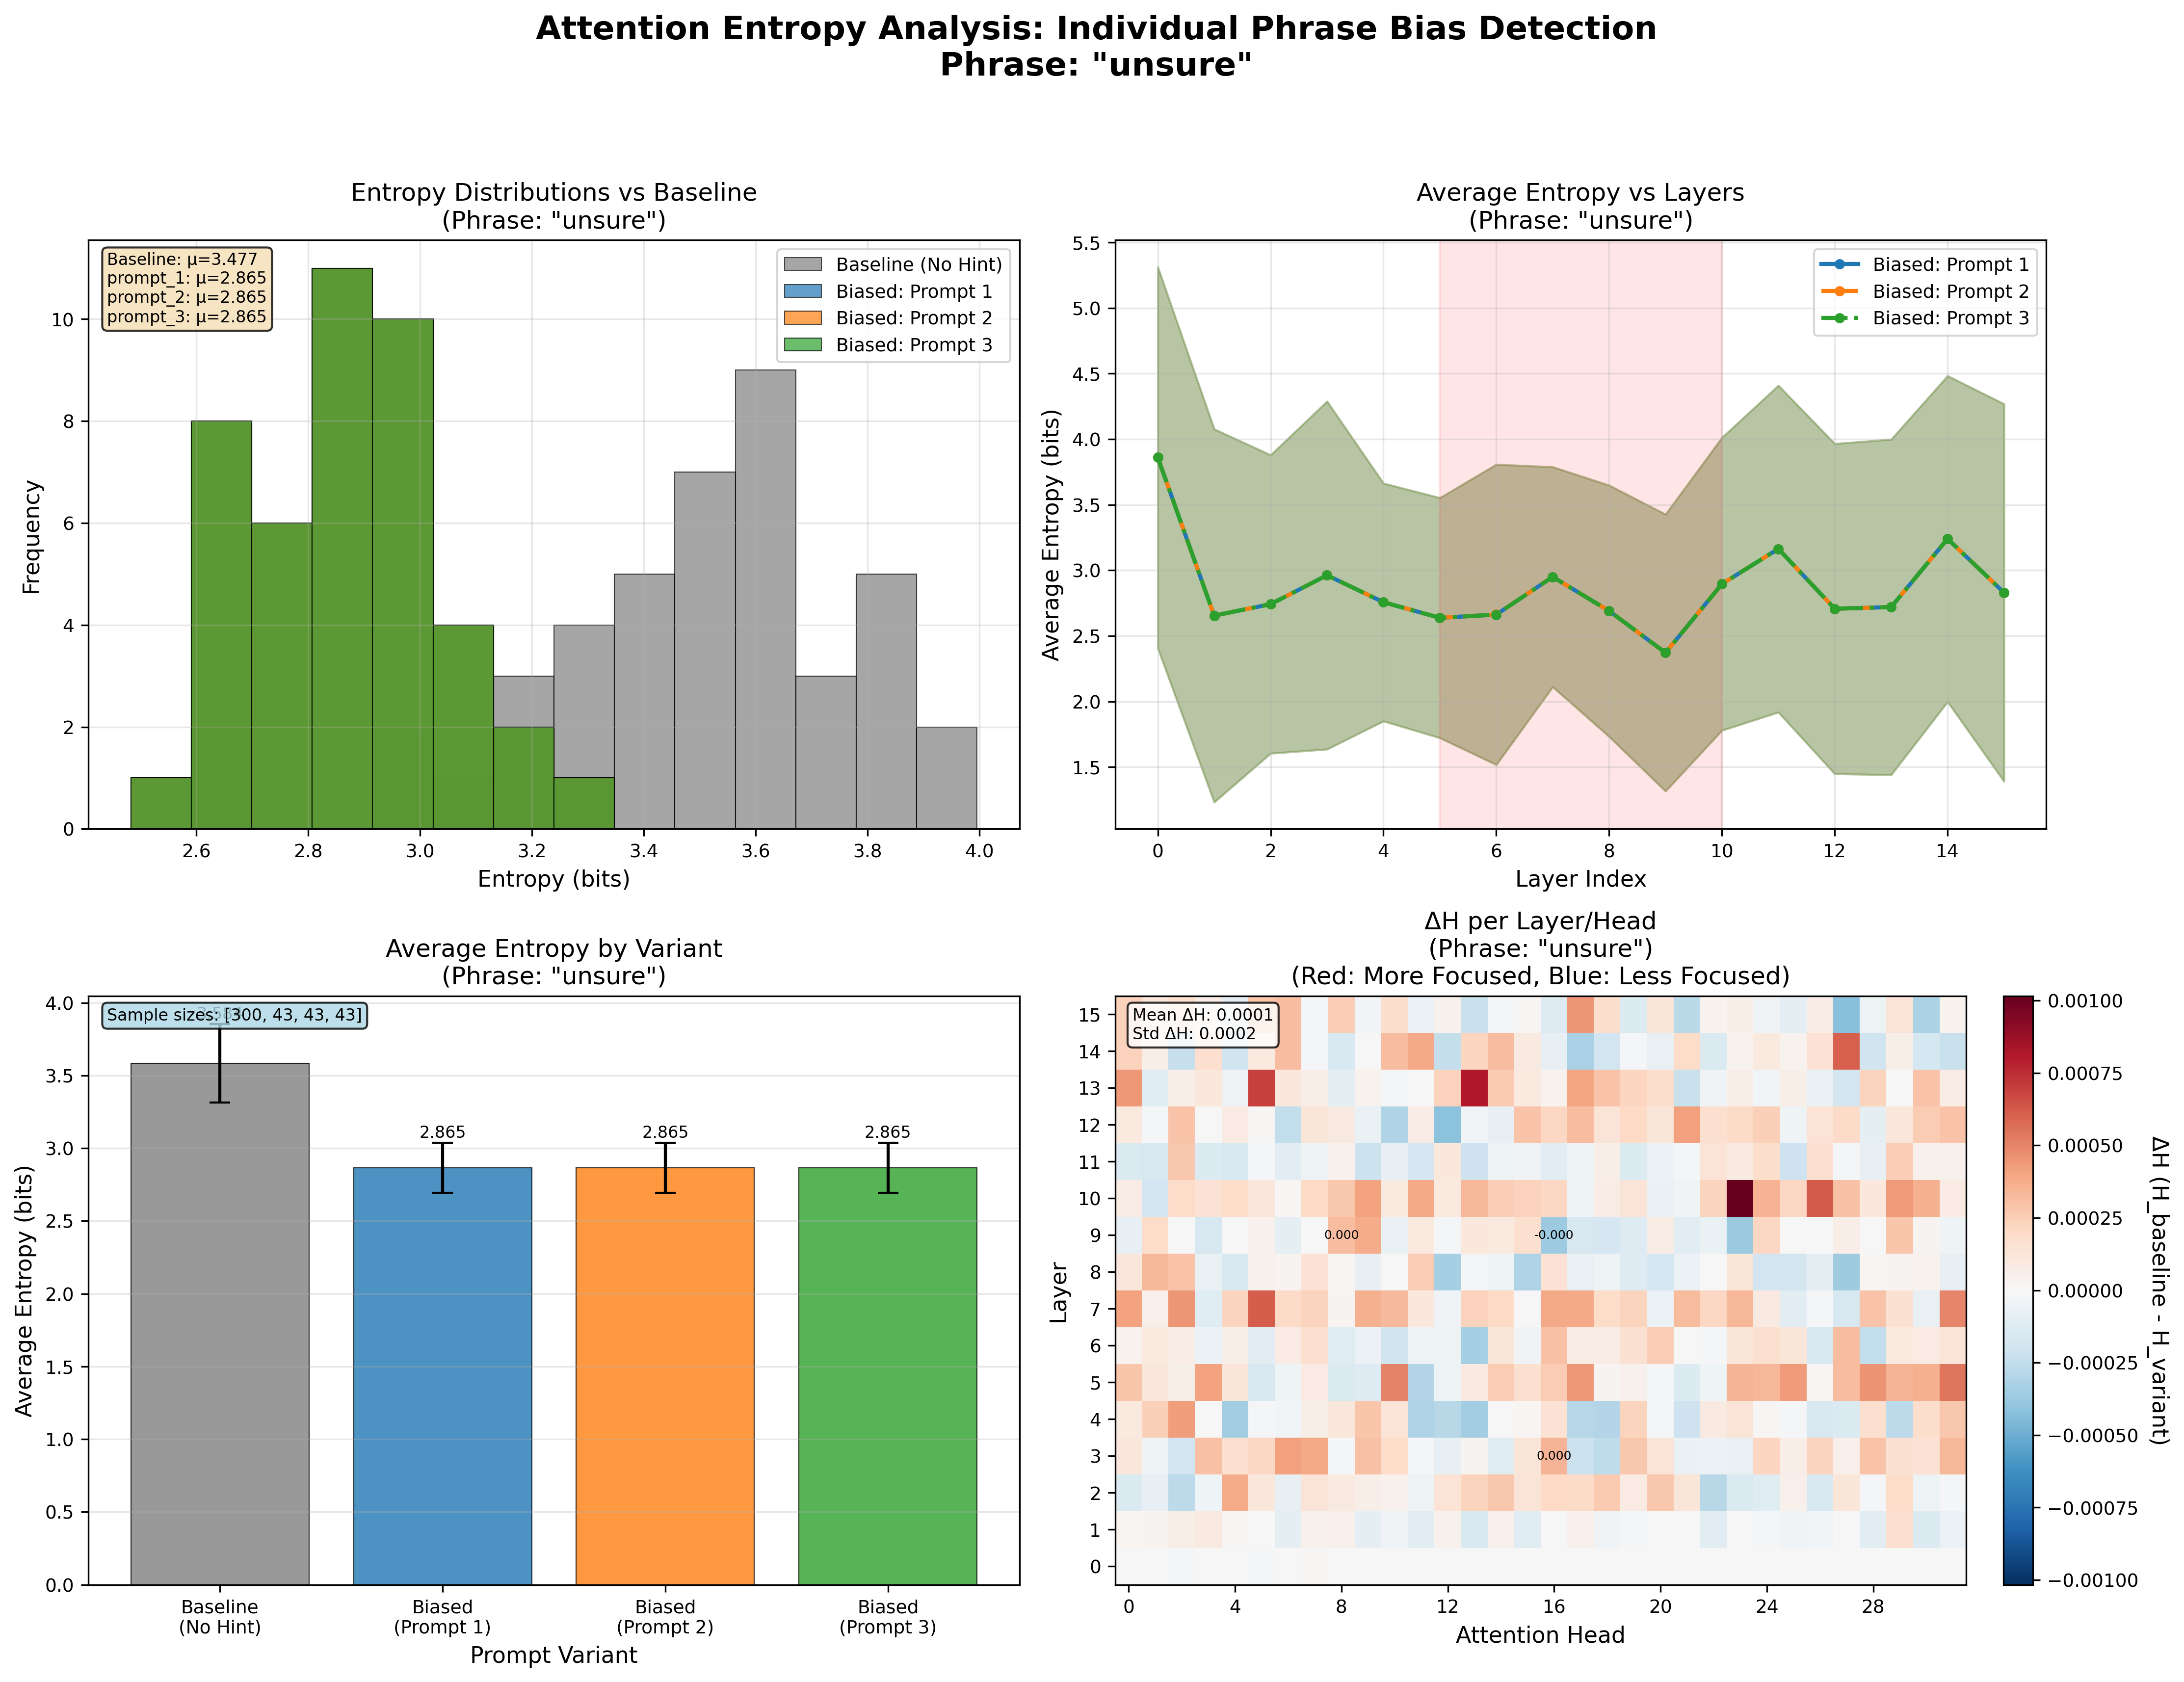 Attention Entropy Analysis: Individual Phrase Bias Detection
Phrase: "unsure"
Entropy Distributions vs Baseline
(Phrase: "unsure")
Baseline: μ=3.477
prompt_1: μ=2.865
prompt_2: μ=2.865
prompt_3: μ=2.865
Baseline (No Hint)
Biased: Prompt 1
Biased: Prompt 2
Biased: Prompt 3
10
8
6
4
2
0
Frequency
2.6 2.8 3.0 3.2 3.4 3.6 3.8 4.0
Entropy (bits)
Average Entropy vs Layers
(Phrase: "unsure")
Biased: Prompt 1
Biased: Prompt 2
Biased: Prompt 3
5.5
5.0
4.5
4.0
3.5
3.0
2.5
2.0
1.5
Average Entropy (bits)
0 2 4 6 8 10 12 14
Layer Index
Average Entropy by Variant
(Phrase: "unsure")
Sample sizes: [300, 43, 43, 43]
2.865 2.865 2.865
4.0
3.5
3.0
2.5
2.0
1.5
1.0
0.5
0.0
Average Entropy (bits)
Baseline
(No Hint)
Biased
(Prompt 1)
Biased
(Prompt 2)
Biased
(Prompt 3)
Prompt Variant
ΔH per Layer/Head
(Phrase: "unsure")
(Red: More Focused, Blue: Less Focused)
Mean ΔH: 0.0001
Std ΔH: 0.0002
15
14
13
12
11
10
9
8
7
6
5
4
3
2
1
0
Layer
0.000 -0.000
0.000
0 4 8 12 16 20 24 28
Attention Head
0.00100
0.00075
0.00050
0.00025
0.00000
−0.00025
−0.00050
−0.00075
−0.00100
ΔH (H_baseline - H_variant)